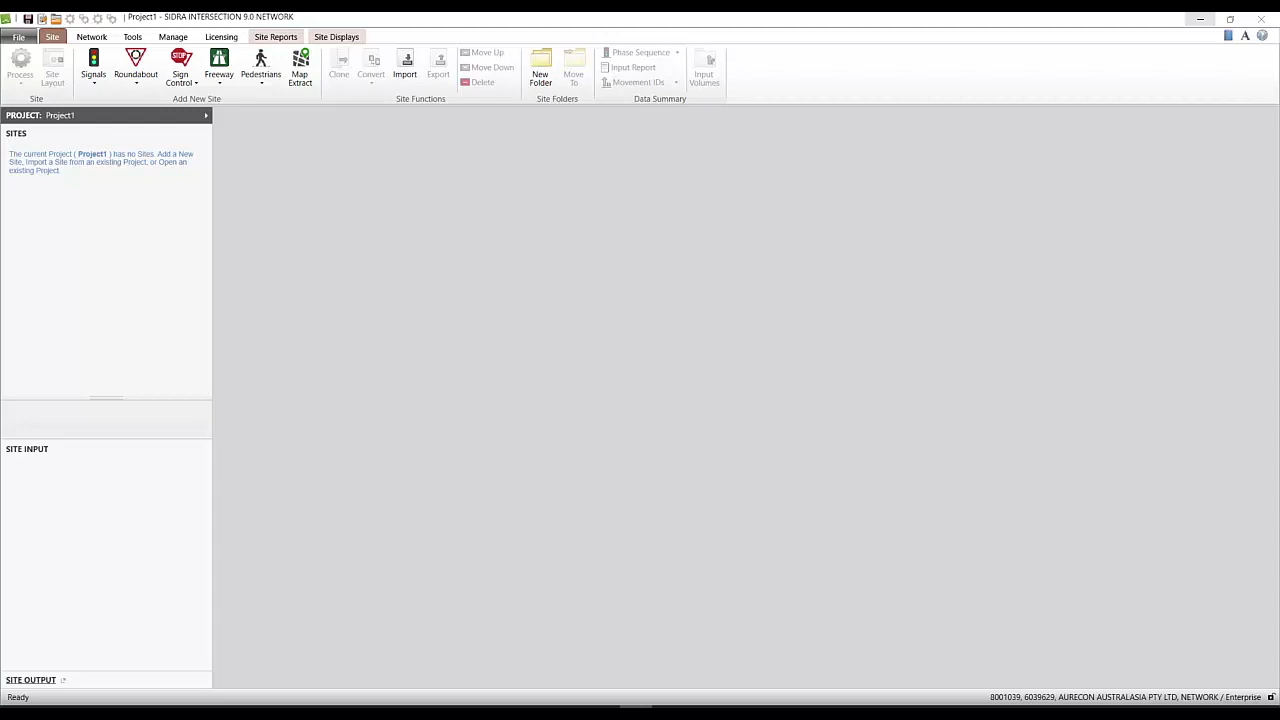 Project1 - SIDRA INTERSECTION 9.0 NETWORK
File Site Network Tools Manage Licensing Site Reports Site Displays
Process Site Layout Signals Roundabout STOP Sign Control Freeway Pedestrians Map Extract Clone Convert Import Export Move Up Move Down Delete New Folder Move To Phase Sequence Input Report Movement IDs Input Volumes
Site Add New Site Site Functions Site Folders Data Summary
PROJECT: Project1
SITES
The current Project ( Project1 ) has no Sites. Add a New
Site, Import a Site from an existing Project, or Open an
existing Project.
SITE INPUT
SITE OUTPUT
Ready 8001039, 6039629, AURECON AUSTRALASIA PTY LTD, NETWORK / Enterprise